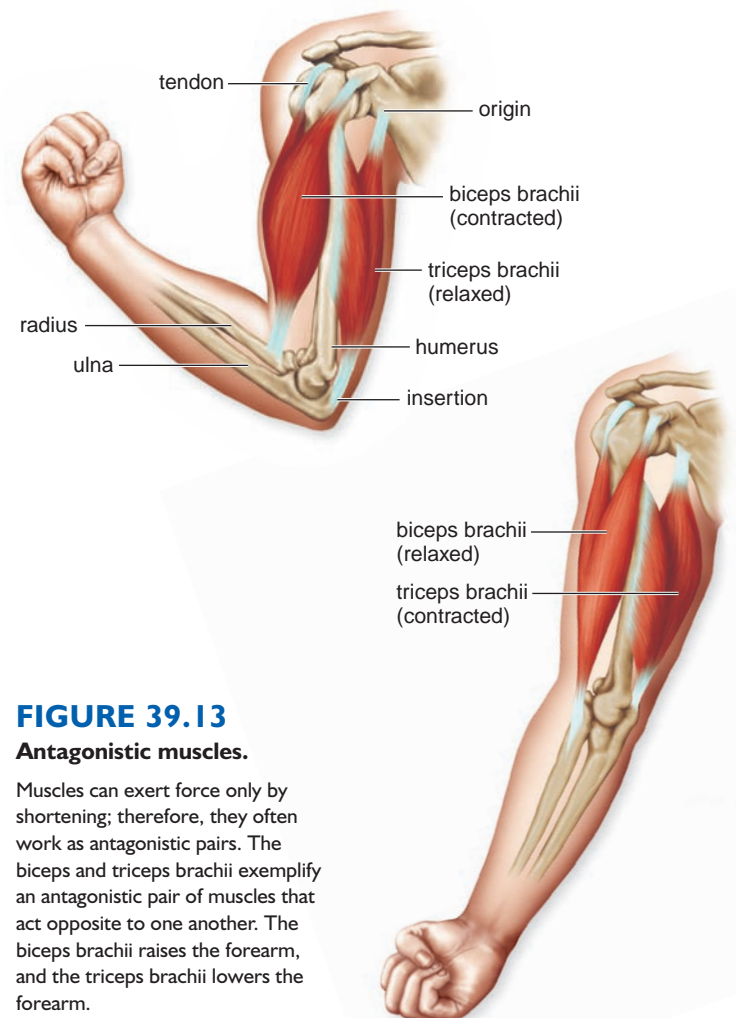 tendon
origin
biceps brachii
(contracted)
triceps brachii
(relaxed)
radius
humerus
ulna
insertion
biceps brachii
(relaxed)
triceps brachii
(contracted)
FIGURE 39.13
Antagonistic muscles.
Muscles can exert force only by
shortening; therefore, they often
work as antagonistic pairs. The
biceps and triceps brachii exemplify
an antagonistic pair of muscles that
act opposite to one another. The
biceps brachii raises the forearm,
and the triceps brachii lowers the
forearm.